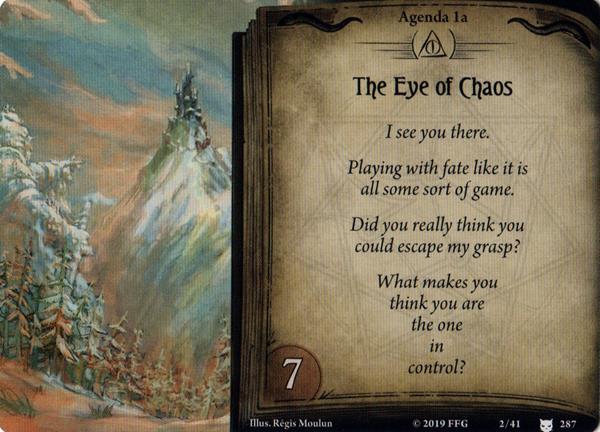 Agenda 1a
1
The Eye of Chaos
I see you there.
Playing with fate like it is
all some sort of game.
Did you really think you
could escape my grasp?
What makes you
think you are
the one
in
control?
7
Illus. Régis Moulun
© 2019 FFG
2/41
287